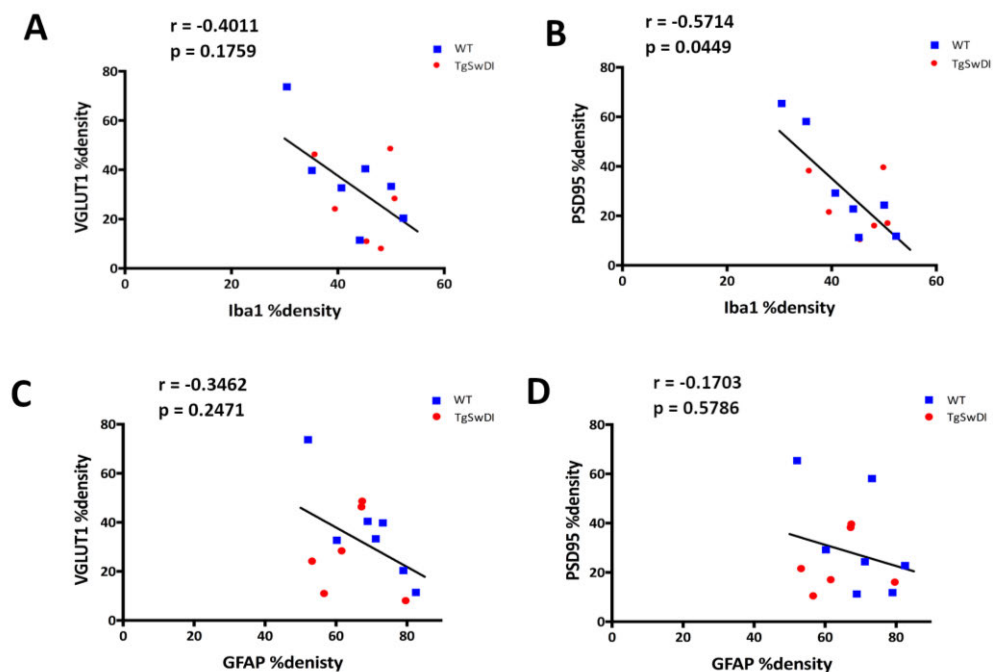 A
r = -0.4011
p = 0.1759
WT
TgSwDI
VGLUT1 %density
80
60
40
20
0
0 20 40 60
Iba1 %density
B
r = -0.5714
p = 0.0449
WT
TgSwDI
PSD95 %density
80
60
40
20
0
0 20 40 60
Iba1 %density
C
r = -0.3462
p = 0.2471
WT
TgSwDI
VGLUT1 %density
80
60
40
20
0
0 20 40 60 80
GFAP %denisty
D
r = -0.1703
p = 0.5786
WT
TgSwDI
PSD95 %density
80
60
40
20
0
0 20 40 60 80
GFAP %density